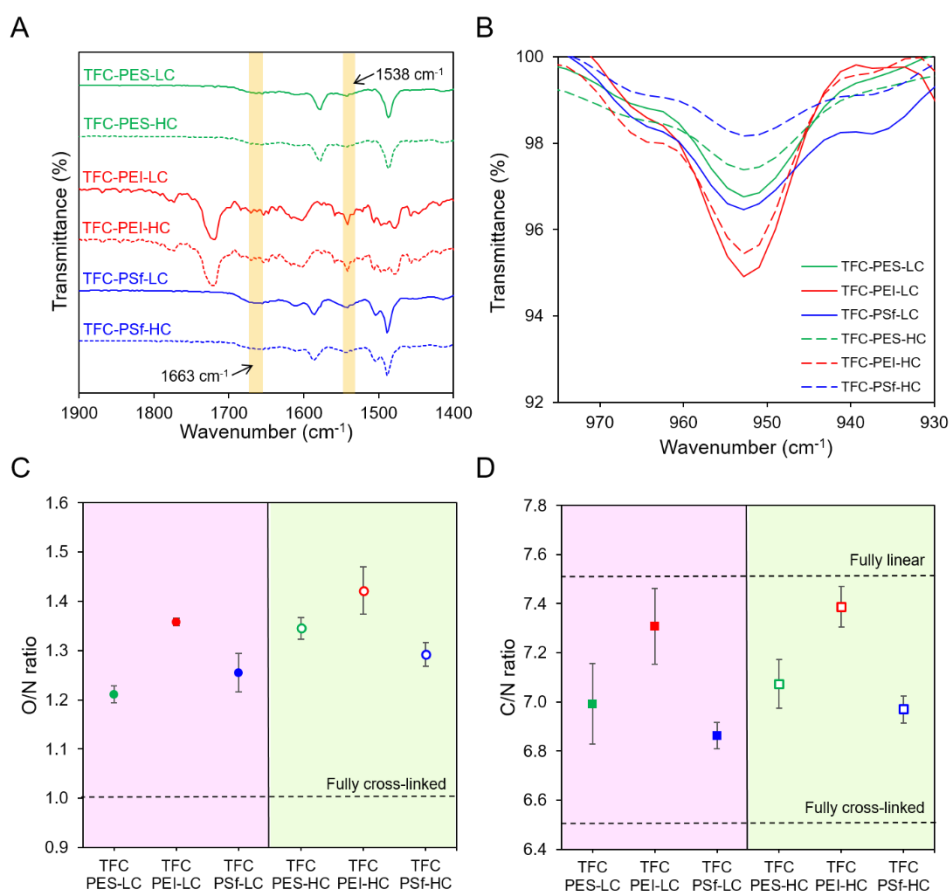 A
TFC-PES-LC
1538 cm⁻¹
TFC-PES-HC
TFC-PEI-LC
TFC-PEI-HC
TFC-PSf-LC
TFC-PSf-HC
1663 cm⁻¹
Transmittance (%)
1900 1800 1700 1600 1500 1400
Wavenumber (cm⁻¹)
B
100
98
96
94
92
Transmittance (%)
TFC-PES-LC
TFC-PEI-LC
TFC-PSf-LC
TFC-PES-HC
TFC-PEI-HC
TFC-PSf-HC
970 960 950 940 930
Wavenumber (cm⁻¹)
C
1.6
1.5
1.4
1.3
1.2
1.1
1.0
0.9
O/N ratio
Fully cross-linked
TFC TFC TFC TFC TFC TFC
PES-LC PEI-LC PSf-LC PES-HC PEI-HC PSf-HC
D
7.8
7.6
7.4
7.2
7.0
6.8
6.6
6.4
C/N ratio
Fully linear
Fully cross-linked
TFC TFC TFC TFC TFC TFC
PES-LC PEI-LC PSf-LC PES-HC PEI-HC PSf-HC